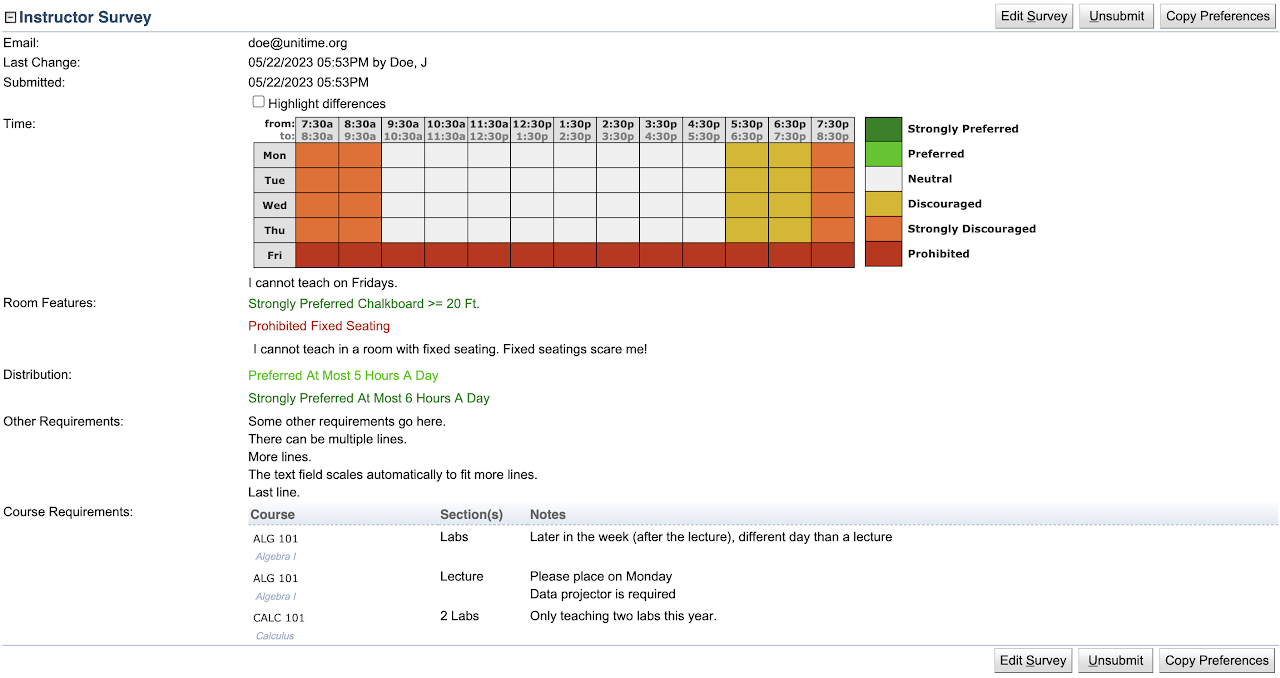 Instructor Survey
Edit Survey Unsubmit Copy Preferences
Email: doe@unitime.org
Last Change: 05/22/2023 05:53PM by Doe, J
Submitted: 05/22/2023 05:53PM
Highlight differences
Time:
from: 7:30a 8:30a 9:30a 10:30a 11:30a 12:30p 1:30p 2:30p 3:30p 4:30p 5:30p 6:30p 7:30p
to: 8:30a 9:30a 10:30a 11:30a 12:30p 1:30p 2:30p 3:30p 4:30p 5:30p 6:30p 7:30p 8:30p
Mon
Tue
Wed
Thu
Fri
Strongly Preferred
Preferred
Neutral
Discouraged
Strongly Discouraged
Prohibited
I cannot teach on Fridays.
Room Features: Strongly Preferred Chalkboard >= 20 Ft.
Prohibited Fixed Seating
I cannot teach in a room with fixed seating. Fixed seatings scare me!
Distribution: Preferred At Most 5 Hours A Day
Strongly Preferred At Most 6 Hours A Day
Other Requirements: Some other requirements go here.
There can be multiple lines.
More lines.
The text field scales automatically to fit more lines.
Last line.
Course Requirements:
Course Section(s) Notes
ALG 101 Labs Later in the week (after the lecture), different day than a lecture
Algebra I
ALG 101 Lecture Please place on Monday
Data projector is required
Algebra I
CALC 101 2 Labs Only teaching two labs this year.
Calculus
Edit Survey Unsubmit Copy Preferences